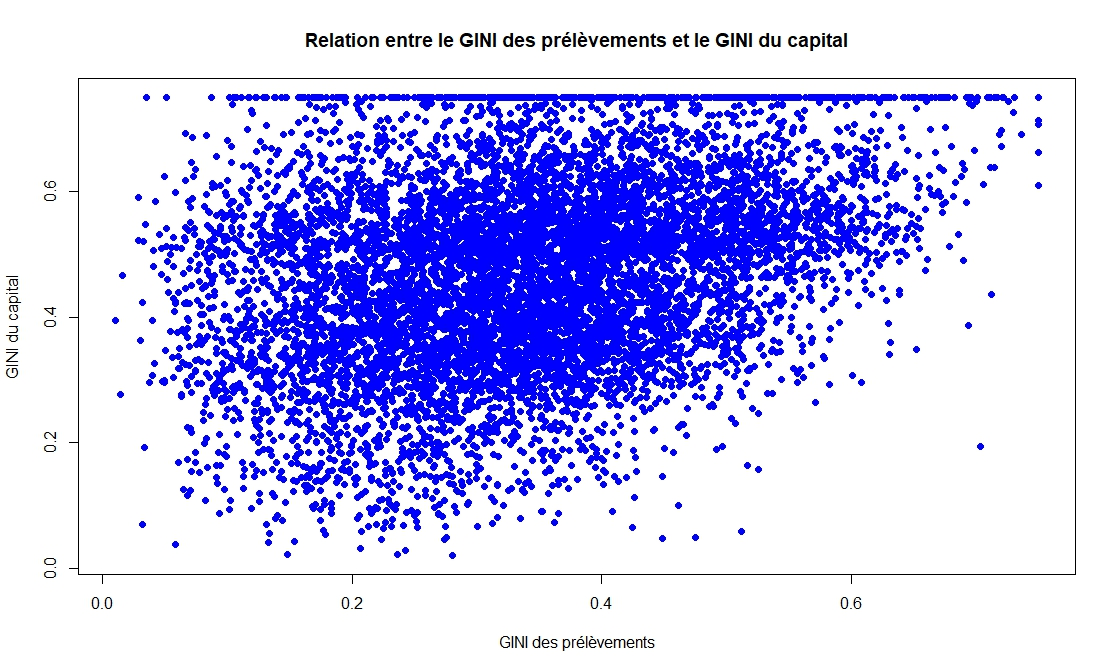 Relation entre le GINI des prélèvements et le GINI du capital
GINI du capital
0.6
0.4
0.2
0.0
0.0 0.2 0.4 0.6
GINI des prélèvements